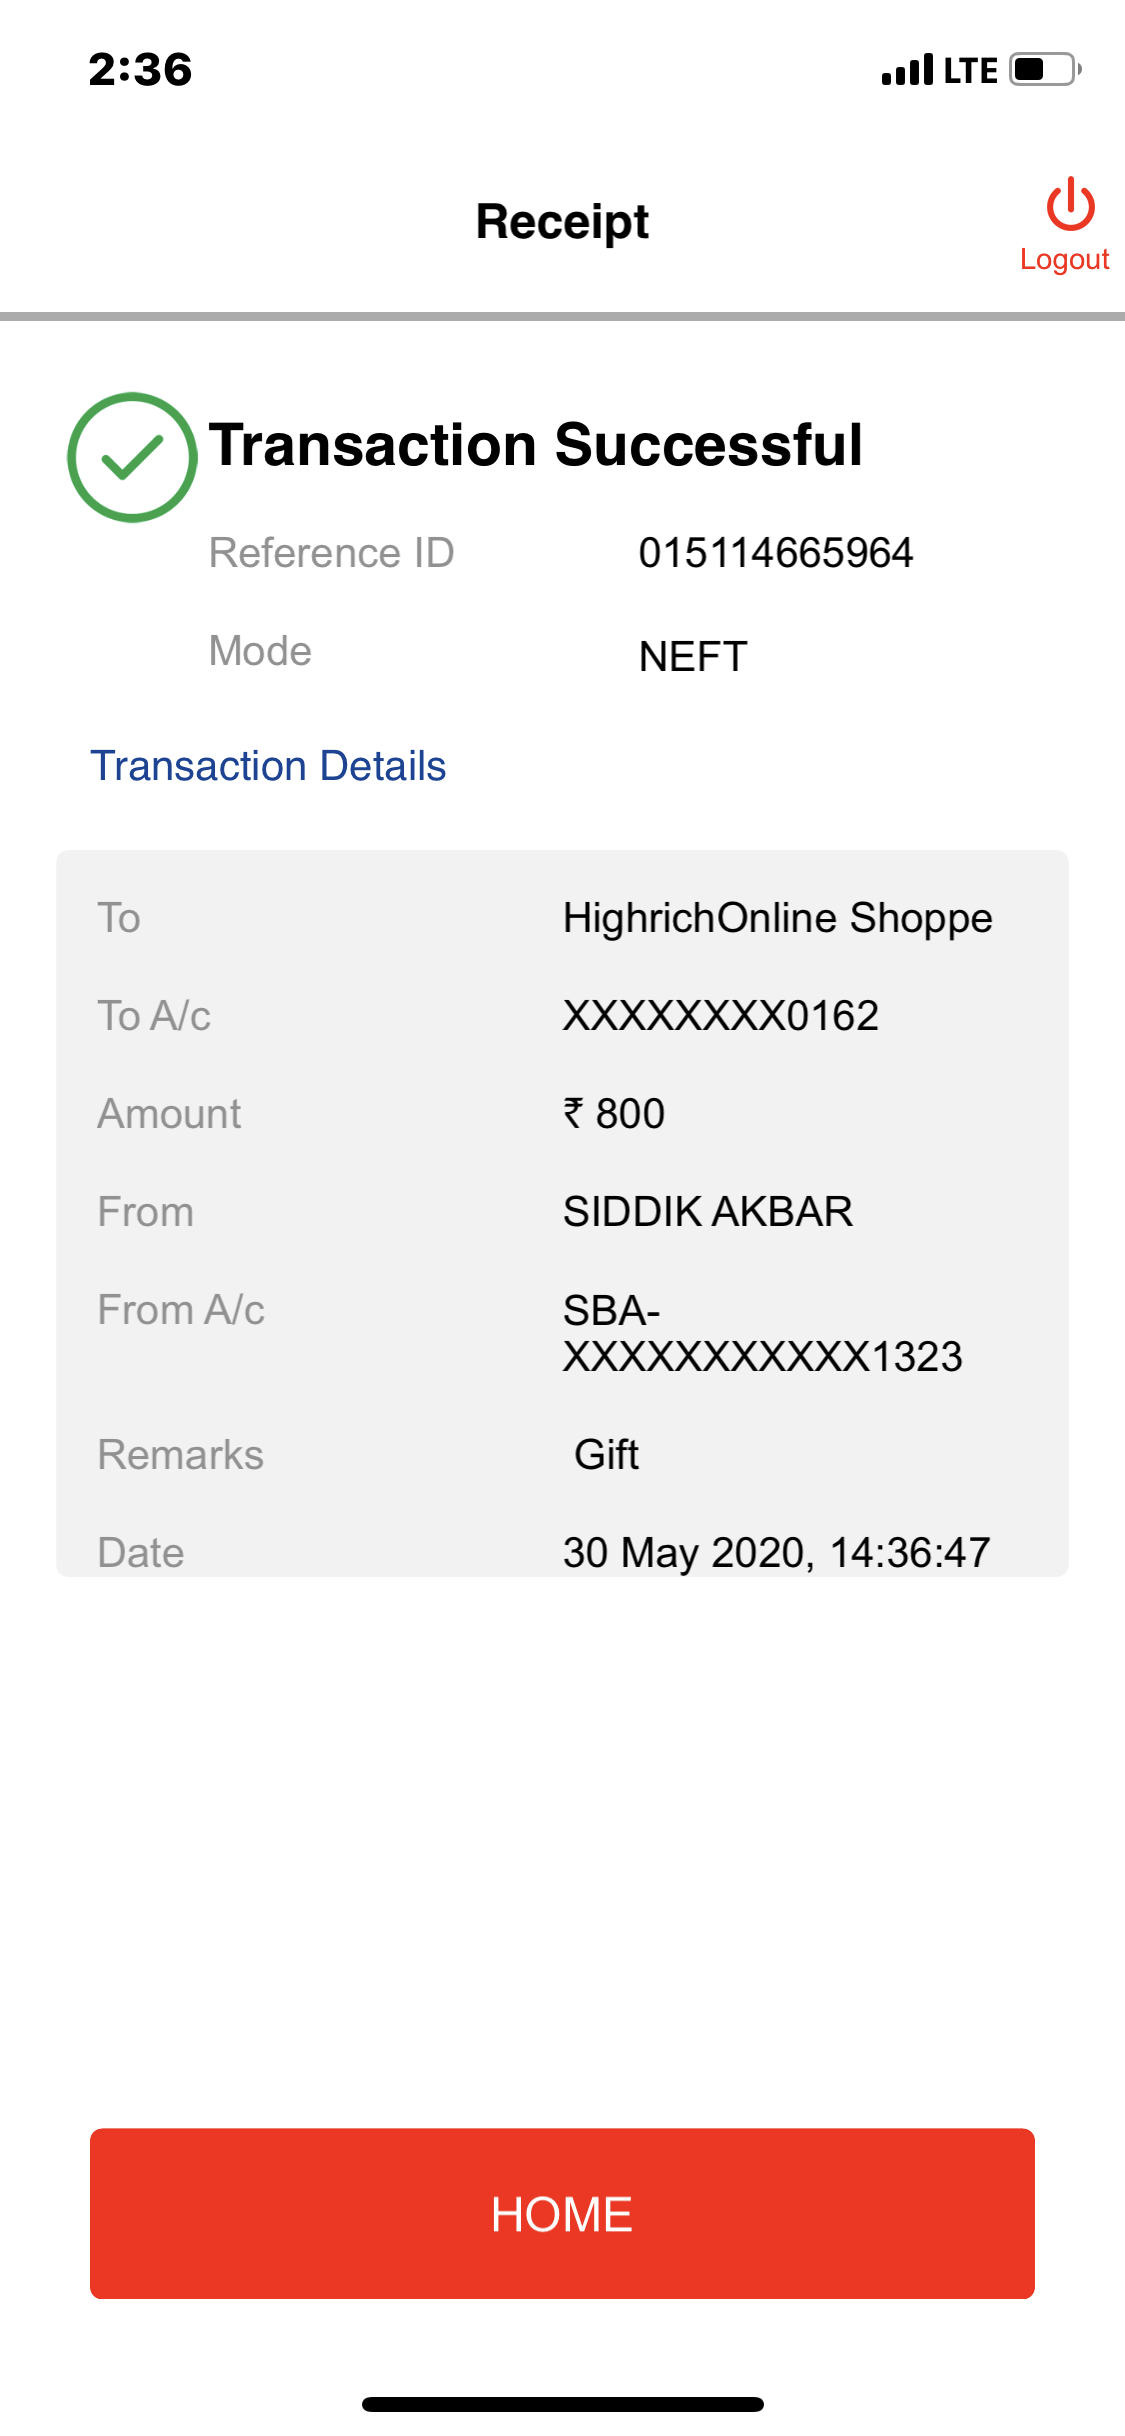 2:36 LTE
Receipt
Logout
Transaction Successful
Reference ID 015114665964
Mode NEFT
Transaction Details
To HighrichOnline Shoppe
To A/c XXXXXXXX0162
Amount ₹ 800
From SIDDIK AKBAR
From A/c SBA-
XXXXXXXXXXX1323
Remarks Gift
Date 30 May 2020, 14:36:47
HOME